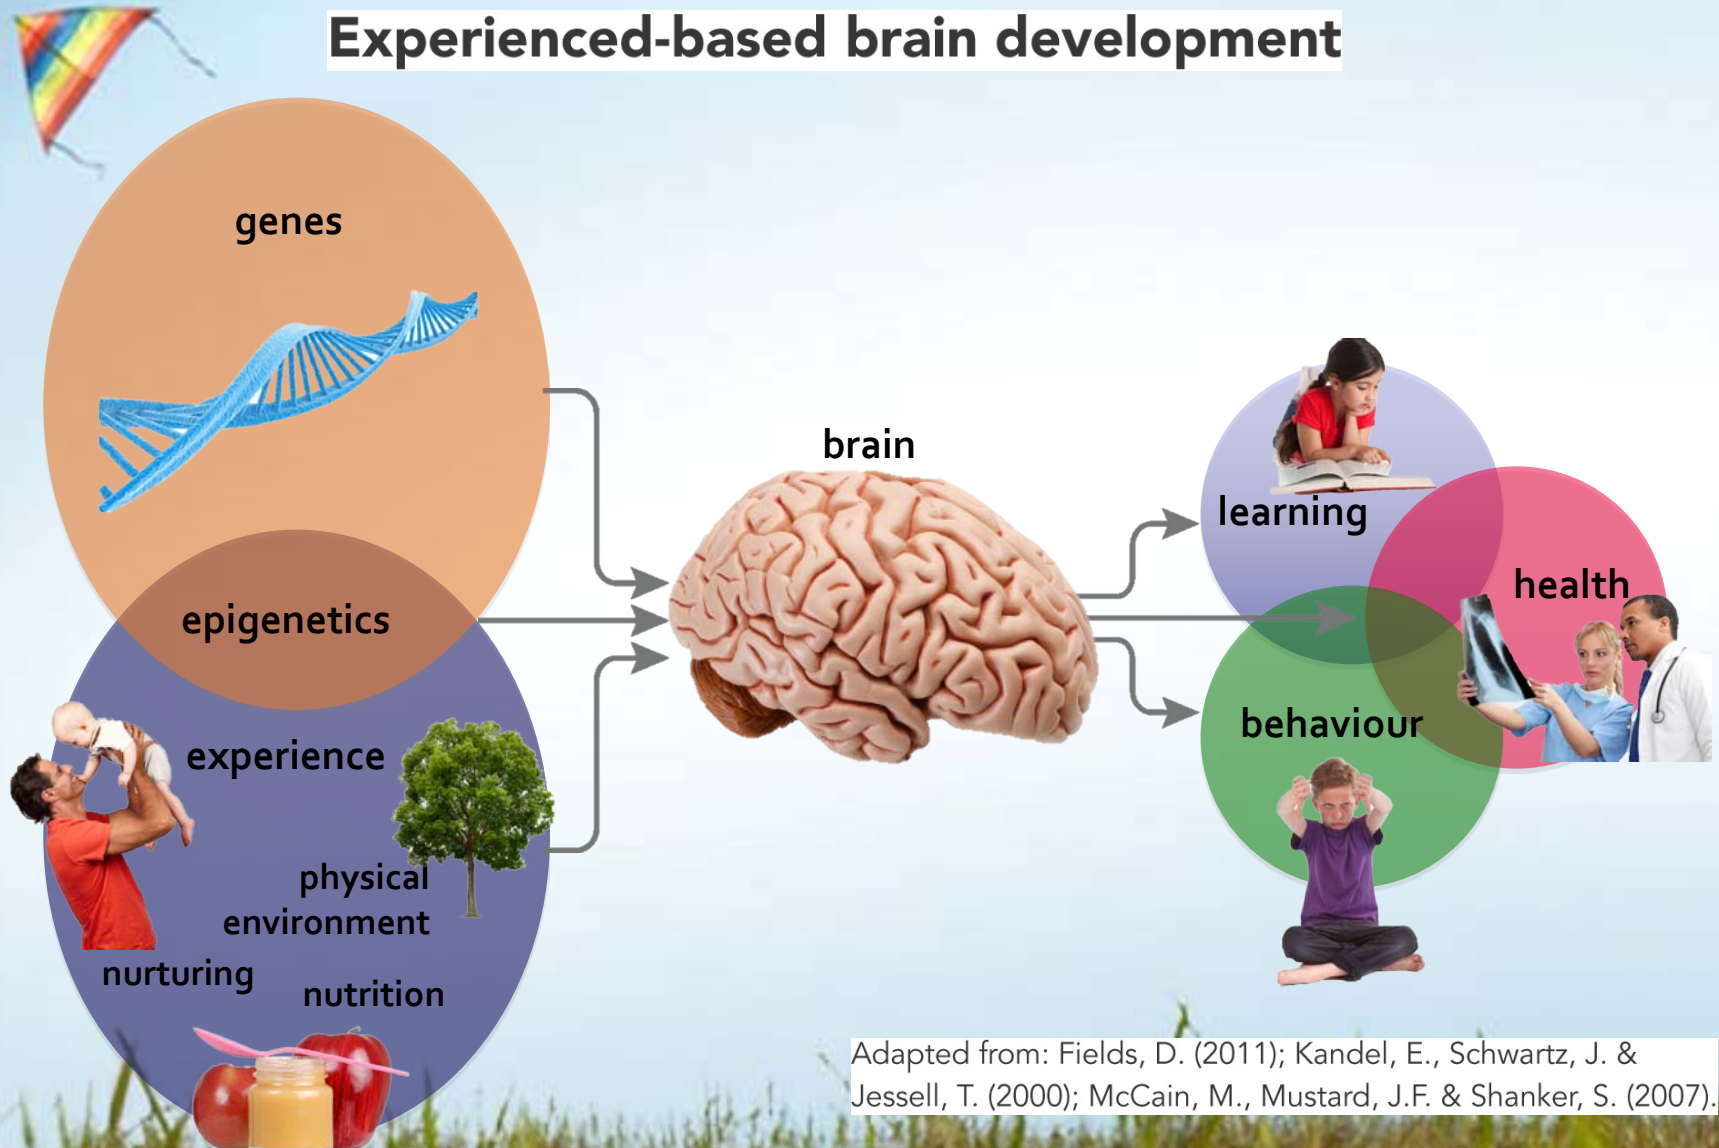 Experienced-based brain development
genes
epigenetics
experience
physical
environment
nurturing
nutrition
brain
learning
health
behaviour
Adapted from: Fields, D. (2011); Kandel, E., Schwartz, J. &
Jessell, T. (2000); McCain, M., Mustard, J.F. & Shanker, S. (2007).